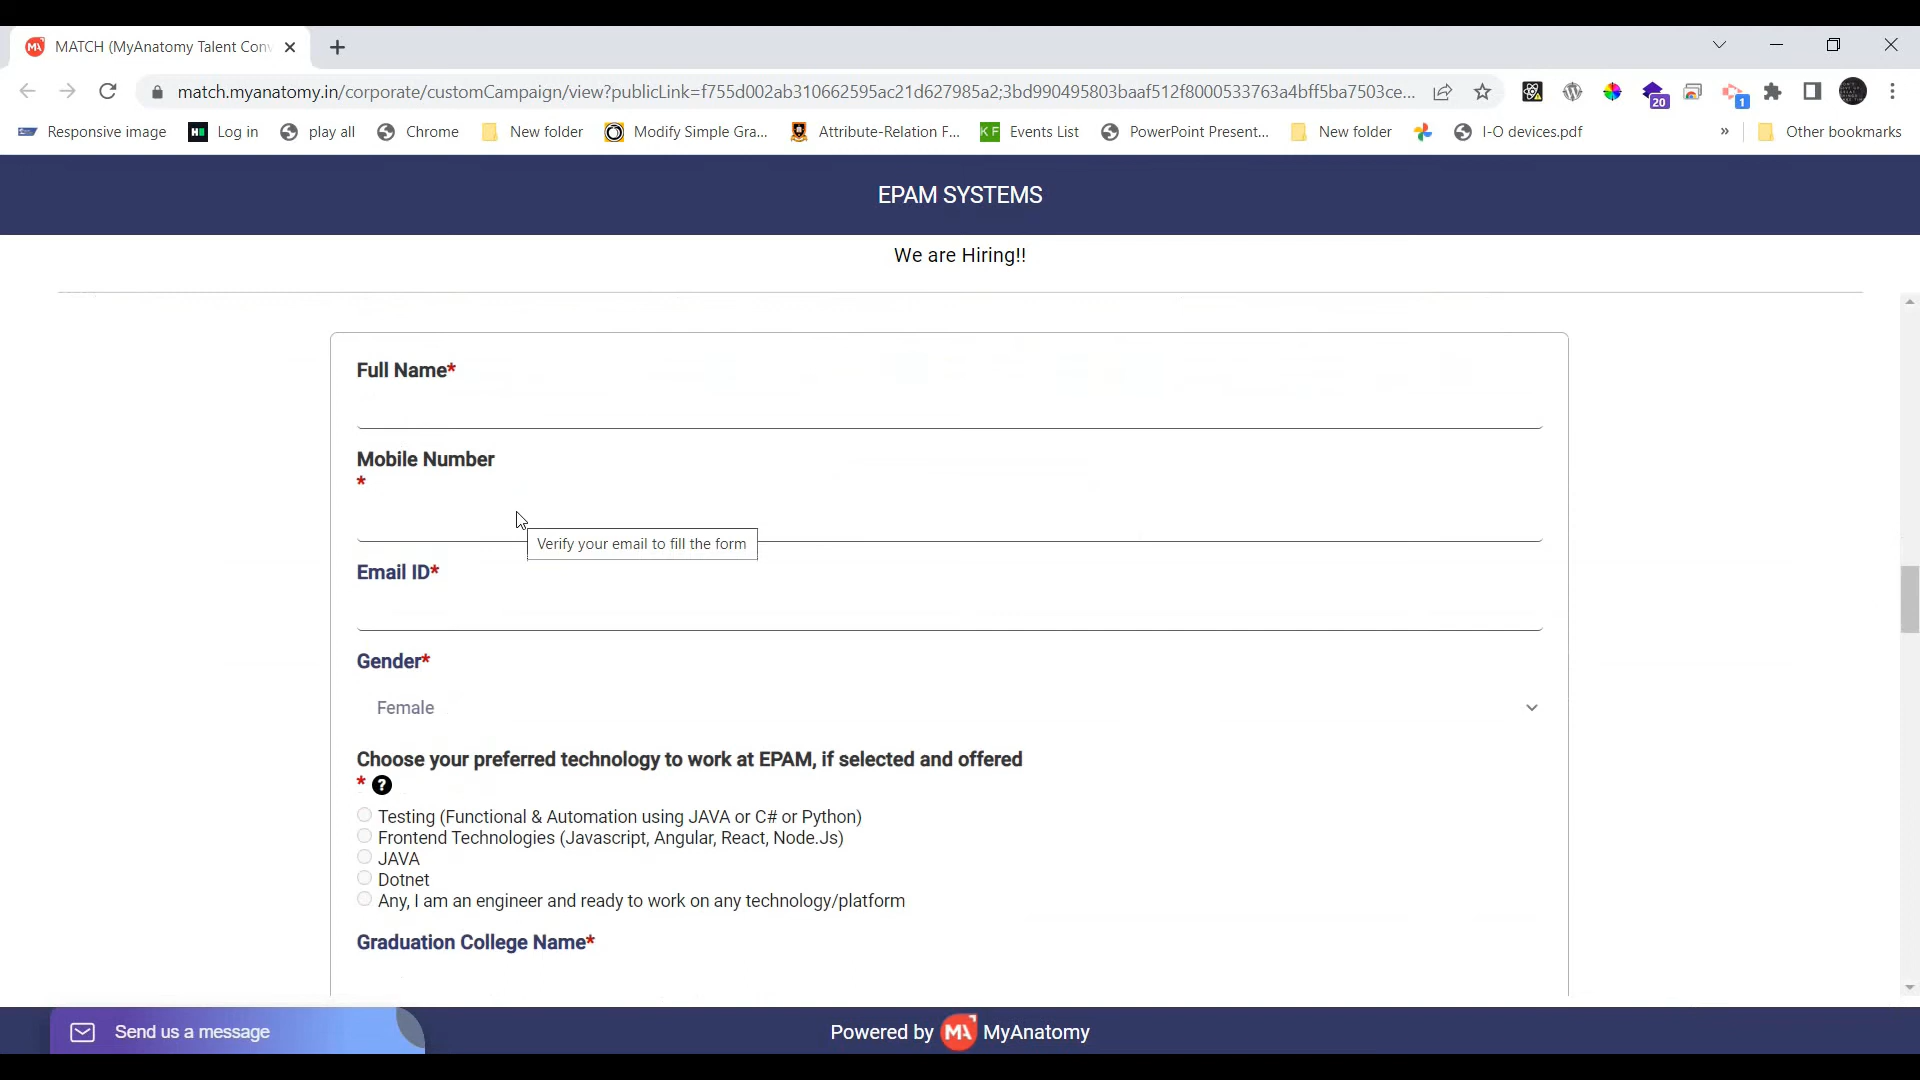 MATCH (MyAnatomy Talent Conv
match.myanatomy.in/corporate/customCampaign/view?publicLink=f755d002ab310662595ac21d627985a2;3bd990495803baaf512f8000533763a4bff5ba7503ce...
20
1
Responsive image
Log in
play all
Chrome
New folder
Modify Simple Gra...
Attribute-Relation F...
KF
Events List
PowerPoint Present...
New folder
I-O devices.pdf
»
Other bookmarks
EPAM SYSTEMS
We are Hiring!!
Full Name*
Mobile Number
*
Verify your email to fill the form
Email ID*
Gender*
Female
Choose your preferred technology to work at EPAM, if selected and offered
* ?
Testing (Functional & Automation using JAVA or C# or Python)
Frontend Technologies (Javascript, Angular, React, Node.Js)
JAVA
Dotnet
Any, I am an engineer and ready to work on any technology/platform
Graduation College Name*
Send us a message
Powered by MA MyAnatomy